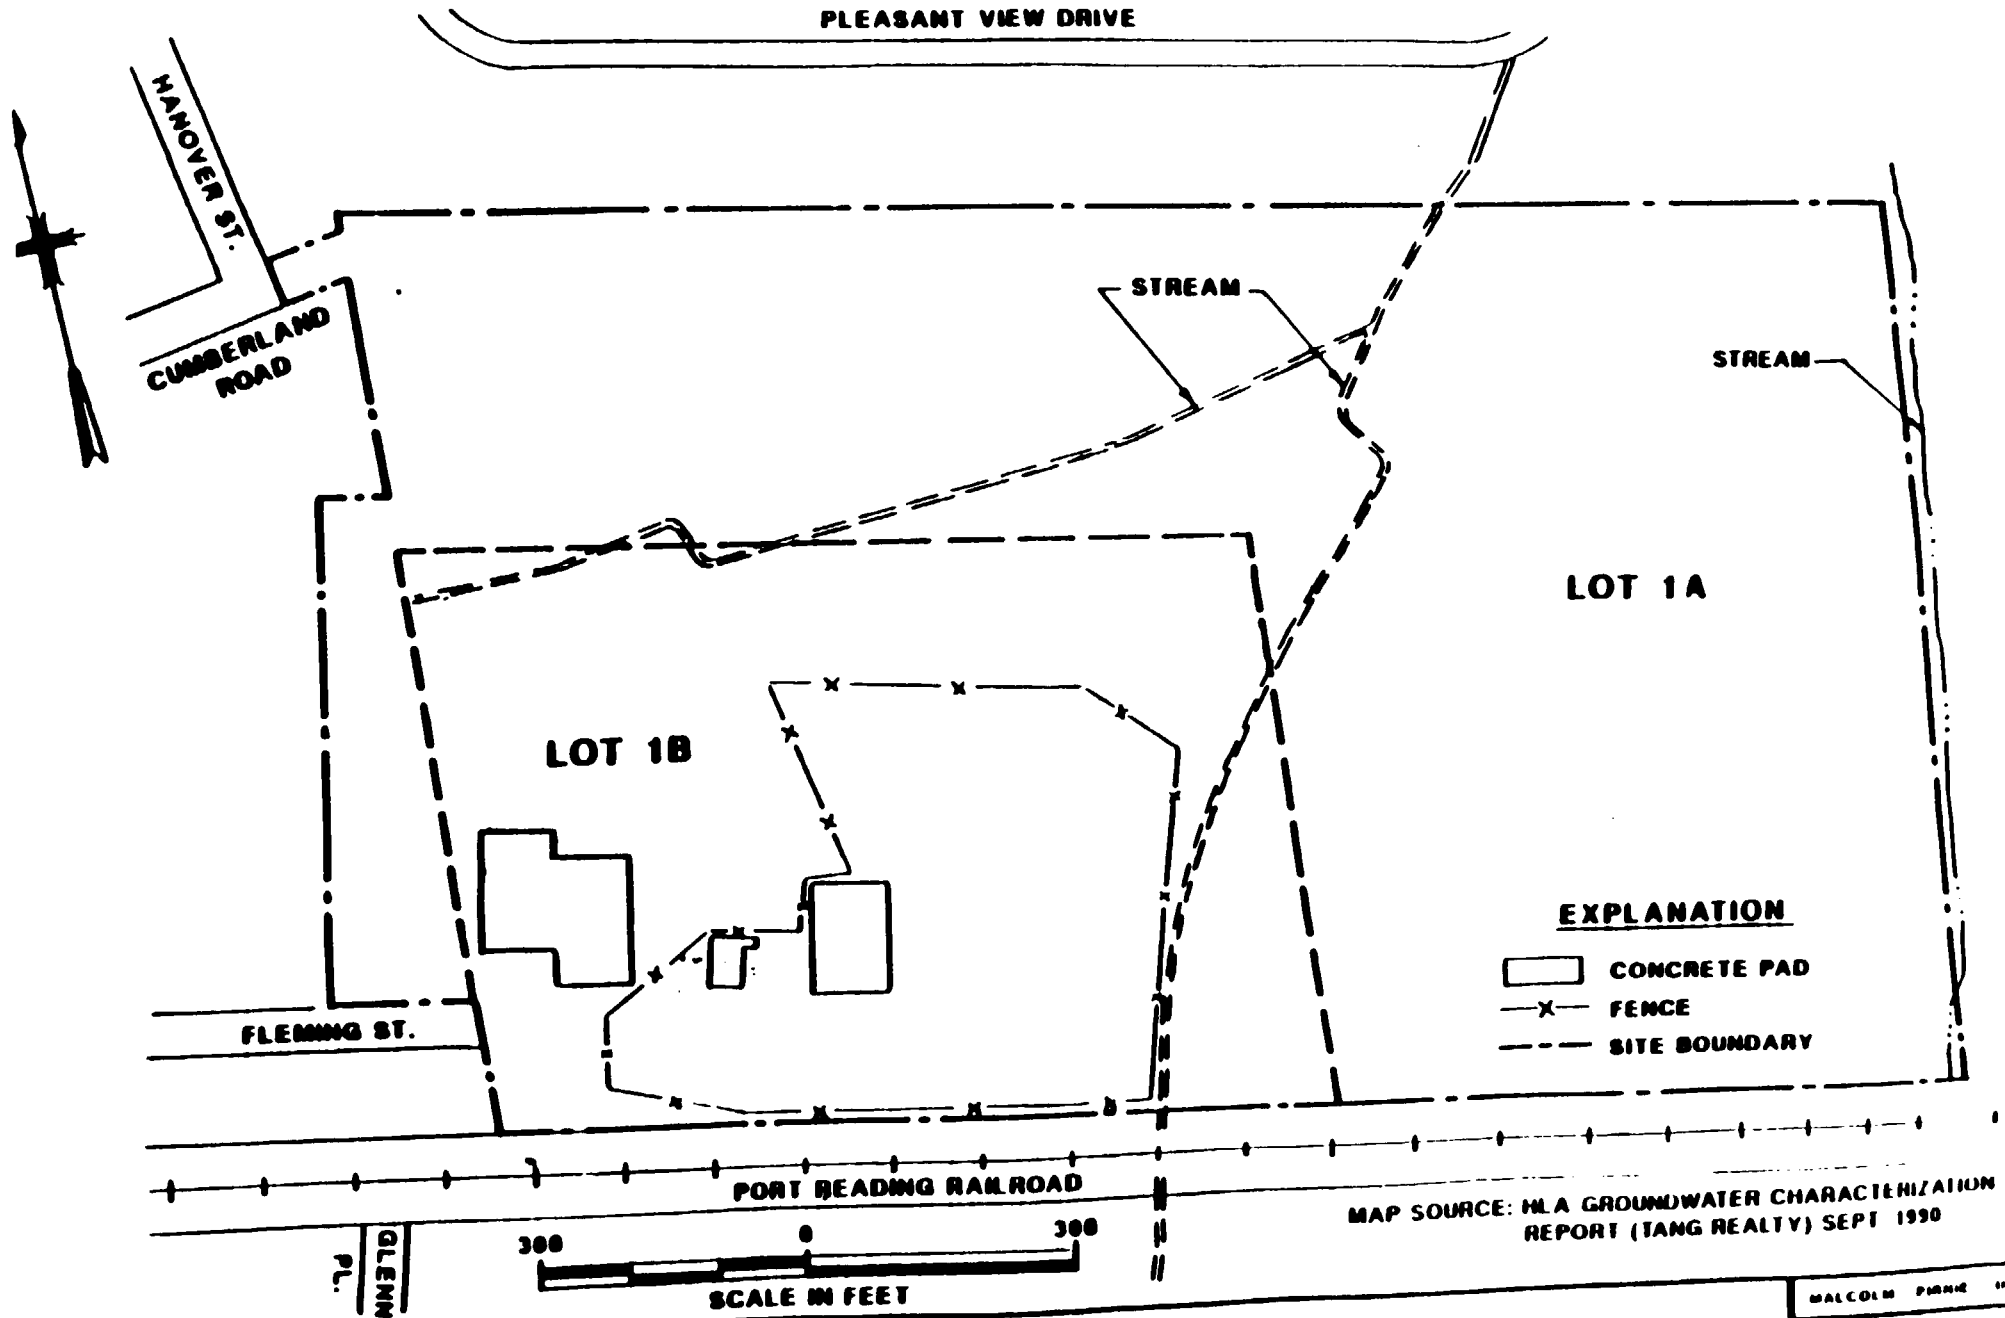 PLEASANT VIEW DRIVE
HANOVER ST.
CUMBERLAND
ROAD
STREAM
STREAM
LOT 1A
LOT 1B
EXPLANATION
CONCRETE PAD
FENCE
SITE BOUNDARY
FLEMING ST.
PORT READING RAILROAD
MAP SOURCE: HLA GROUNDWATER CHARACTERIZATION
REPORT (TANG REALTY) SEPT 1990
GLENN
PL.
300 0 300
SCALE IN FEET
MALCOLM PIRNIE